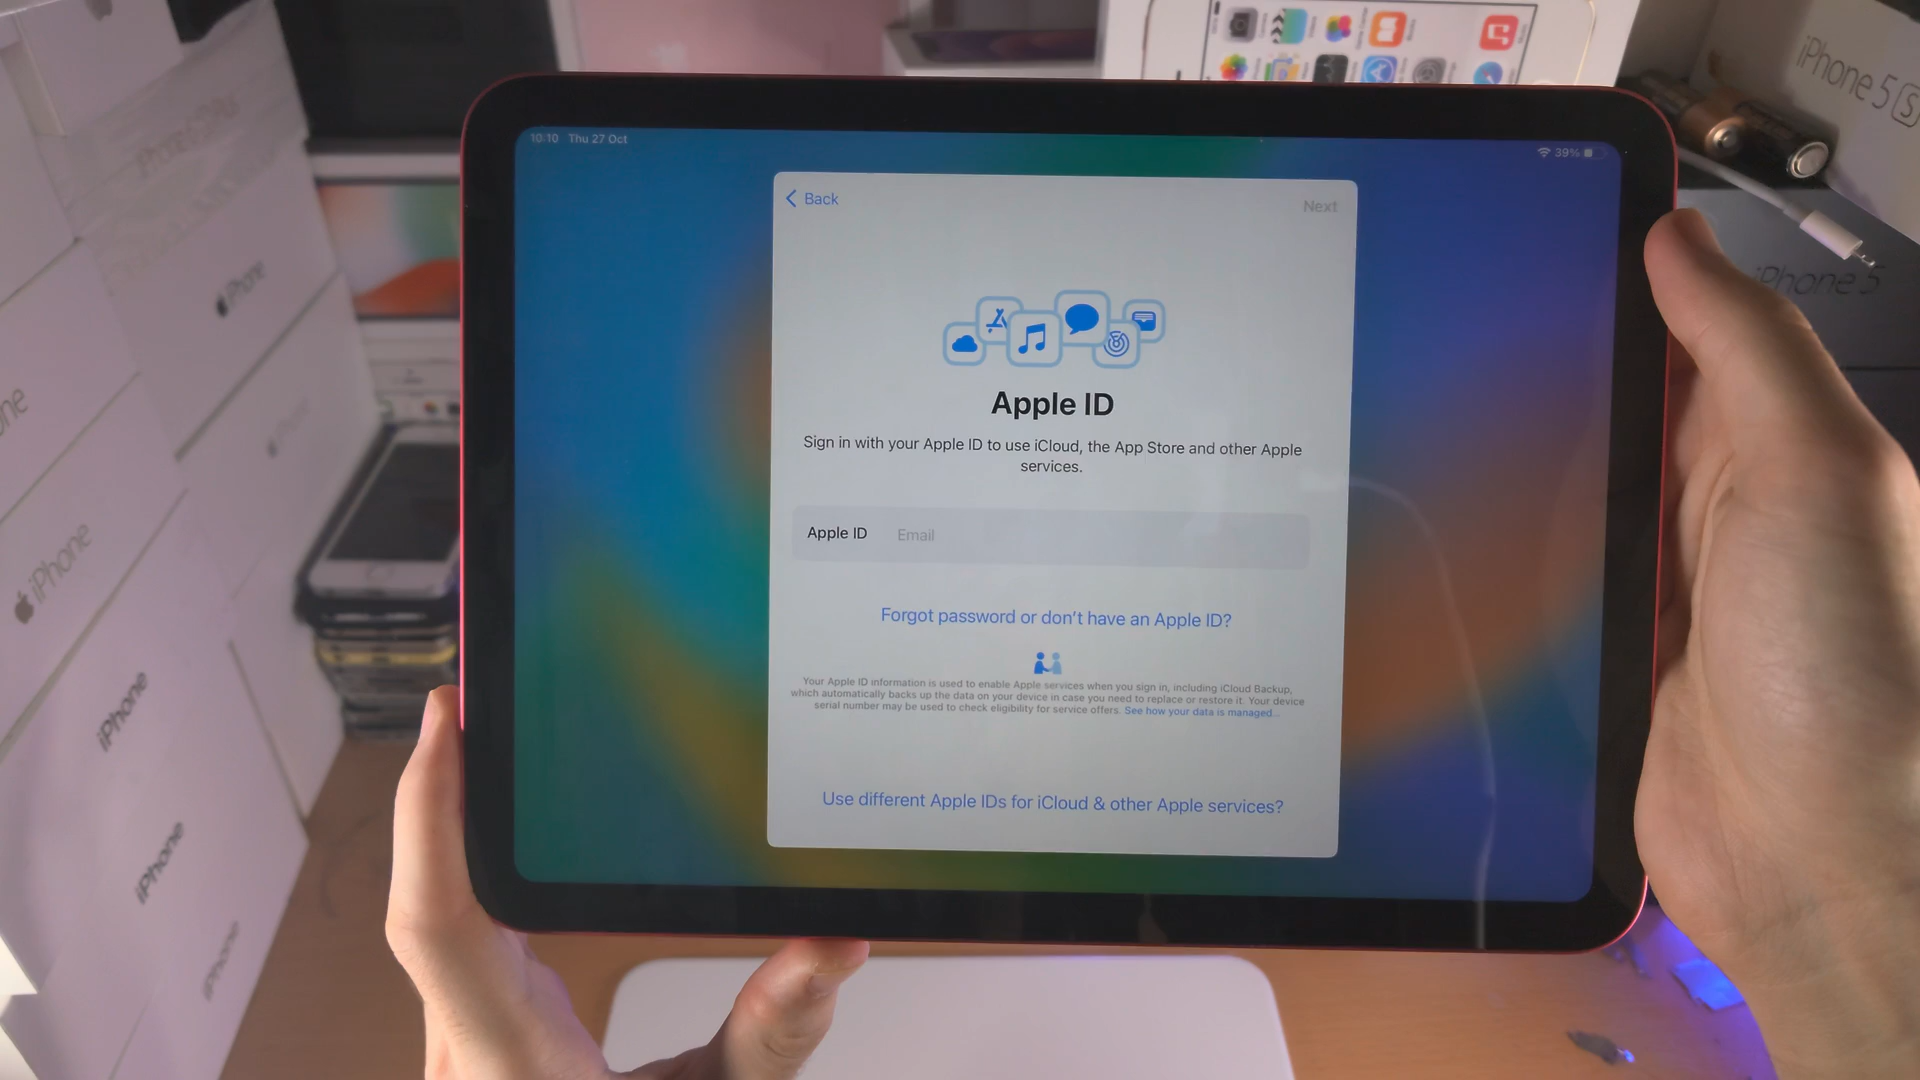 10:10 Thu 27 Oct
39%
Back
Next
Apple ID
Sign in with your Apple ID to use iCloud, the App Store and other Apple
services.
Apple ID Email
Forgot password or don't have an Apple ID?
Your Apple ID information is used to enable Apple services when you sign in, including iCloud Backup,
which automatically backs up the data on your device in case you need to replace or restore it. Your device
serial number may be used to check eligibility for service offers. See how your data is managed...
Use different Apple IDs for iCloud & other Apple services?
iPhone 5 S
iPhone 5
iPhone
iPhone
iPhone
iPhone
iPhone